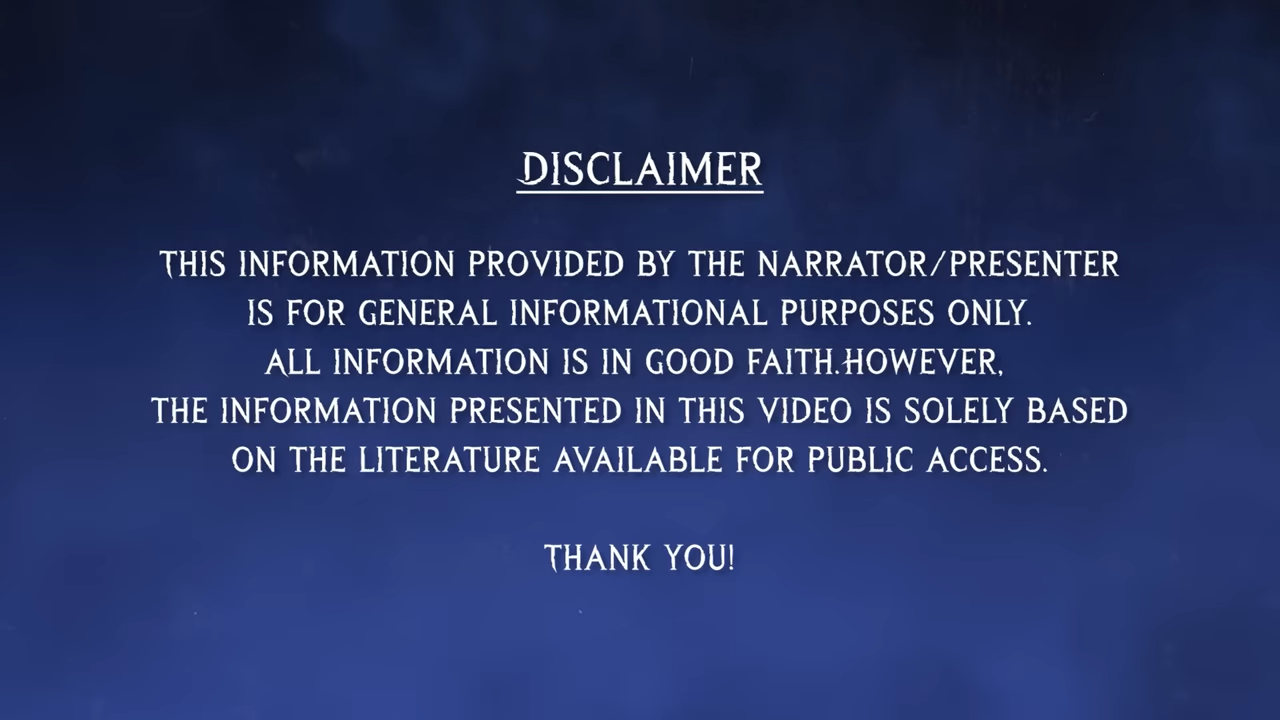 DISCLAIMER
THIS INFORMATION PROVIDED BY THE NARRATOR/PRESENTER
IS FOR GENERAL INFORMATIONAL PURPOSES ONLY.
ALL INFORMATION IS IN GOOD FAITH.HOWEVER,
THE INFORMATION PRESENTED IN THIS VIDEO IS SOLELY BASED
ON THE LITERATURE AVAILABLE FOR PUBLIC ACCESS.
THANK YOU!